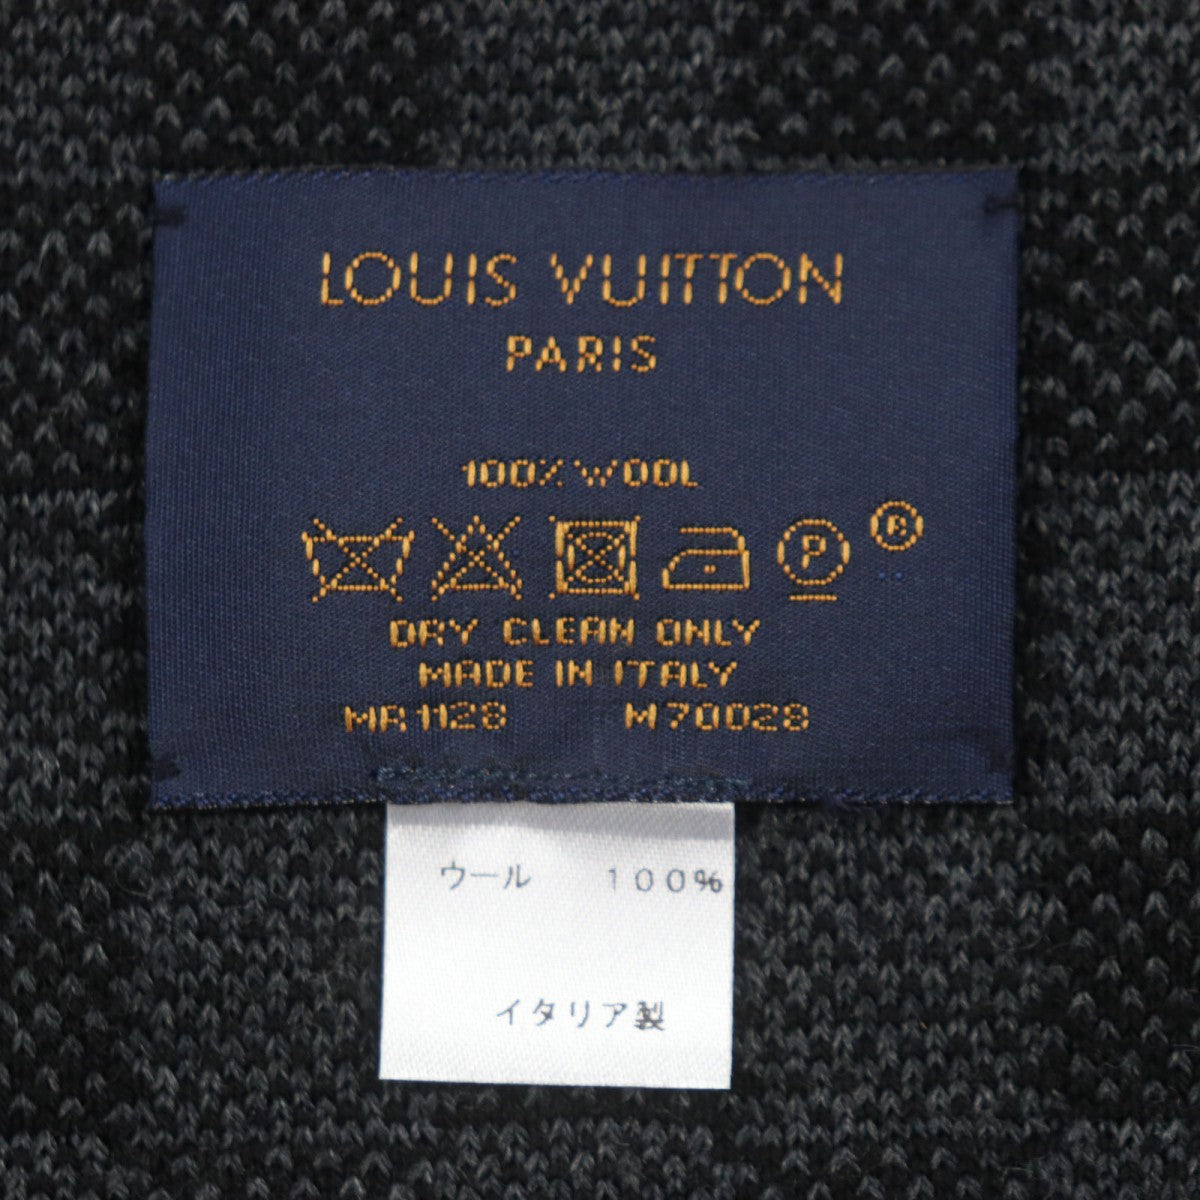 LOUIS VUITTON
PARIS
100% WOOL
P ®
DRY CLEAN ONLY
MADE IN ITALY
MR1128 M70028
ウール 100%
イタリア製